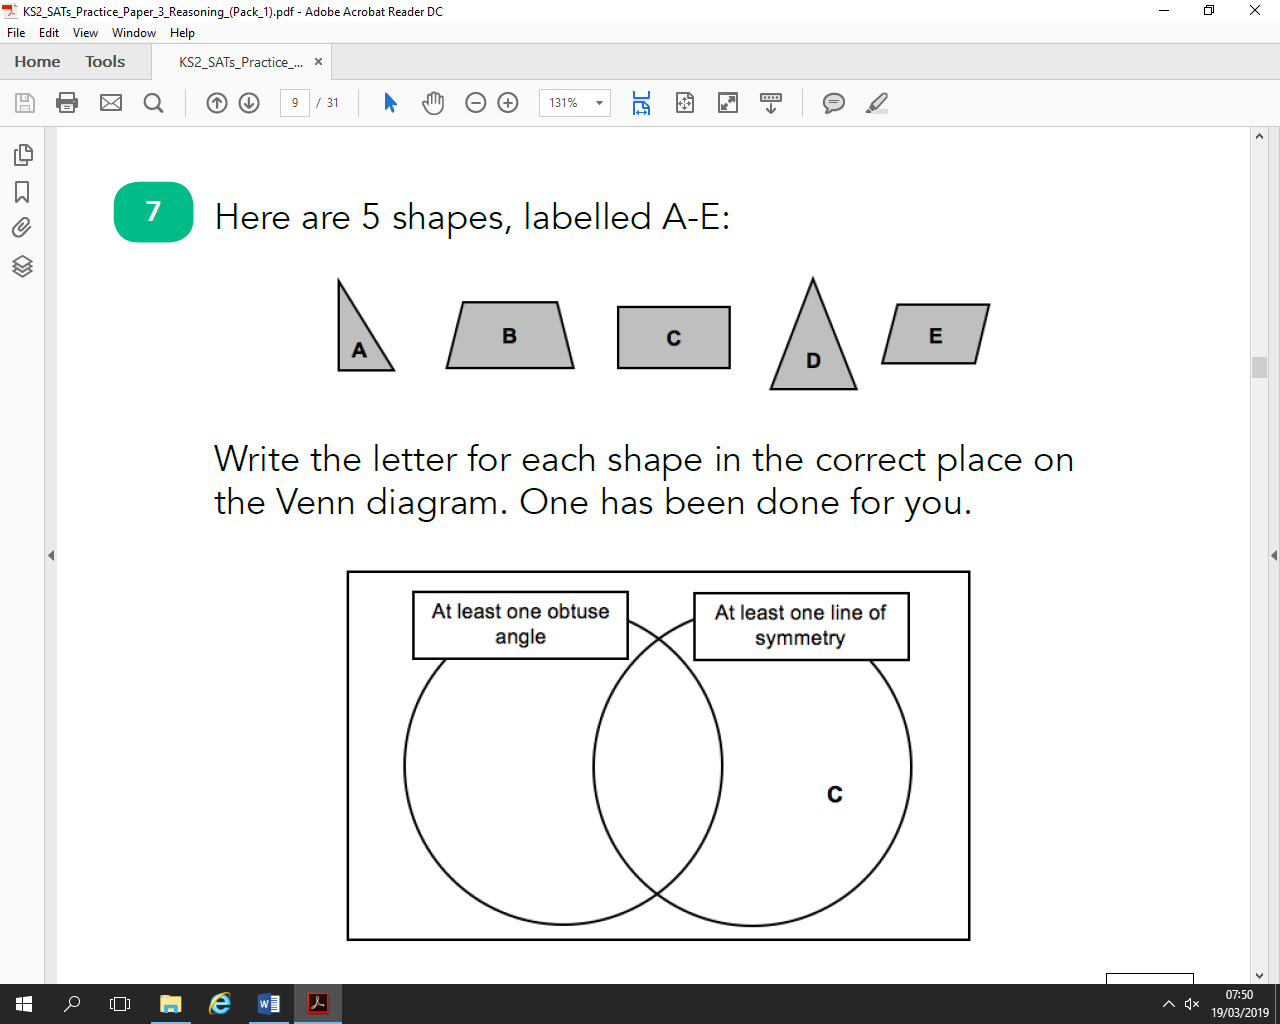 KS2_SATs_Practice_Paper_3_Reasoning_(Pack_1).pdf - Adobe Acrobat Reader DC
File Edit View Window Help
Home Tools KS2_SATs_Practice_... ×
9 / 31 131%
7 Here are 5 shapes, labelled A-E:
A B C D E
Write the letter for each shape in the correct place on
the Venn diagram. One has been done for you.
At least one obtuse
angle
At least one line of
symmetry
C
07:50
19/03/2019